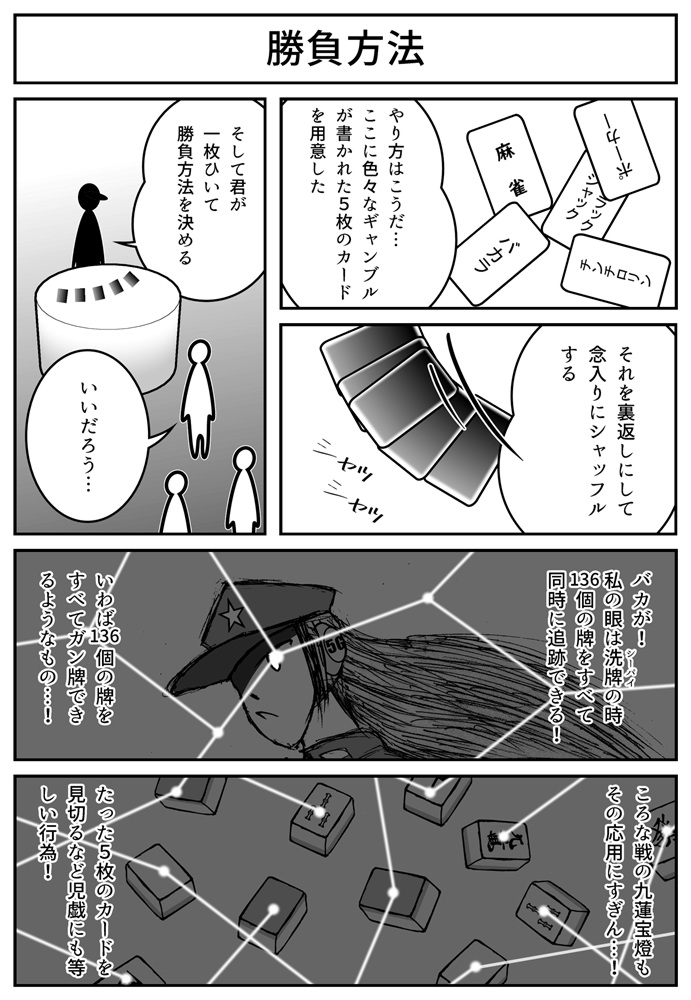 勝負方法
やり方はこうだ…
ここに色々なギャンブル
が書かれた5枚のカード
を用意した
ポーカー
麻雀
ブラックジャック
バカラ
チンチロリン
それを裏返しにして
念入りにシャッフル
する
シャッ
シャッ
そして君が
一枚ひいて
勝負方法を決める
いいだろう…
バカが!
私の眼は洗牌の時
シーパイ
136個の牌をすべて
同時に追跡できる!
いわば136個の牌を
すべてガン牌でき
るようなもの…!
ころな戦の九蓮宝燈も
その応用にすぎん…!
たった5枚のカードを
見切るなど児戯にも等
しい行為!